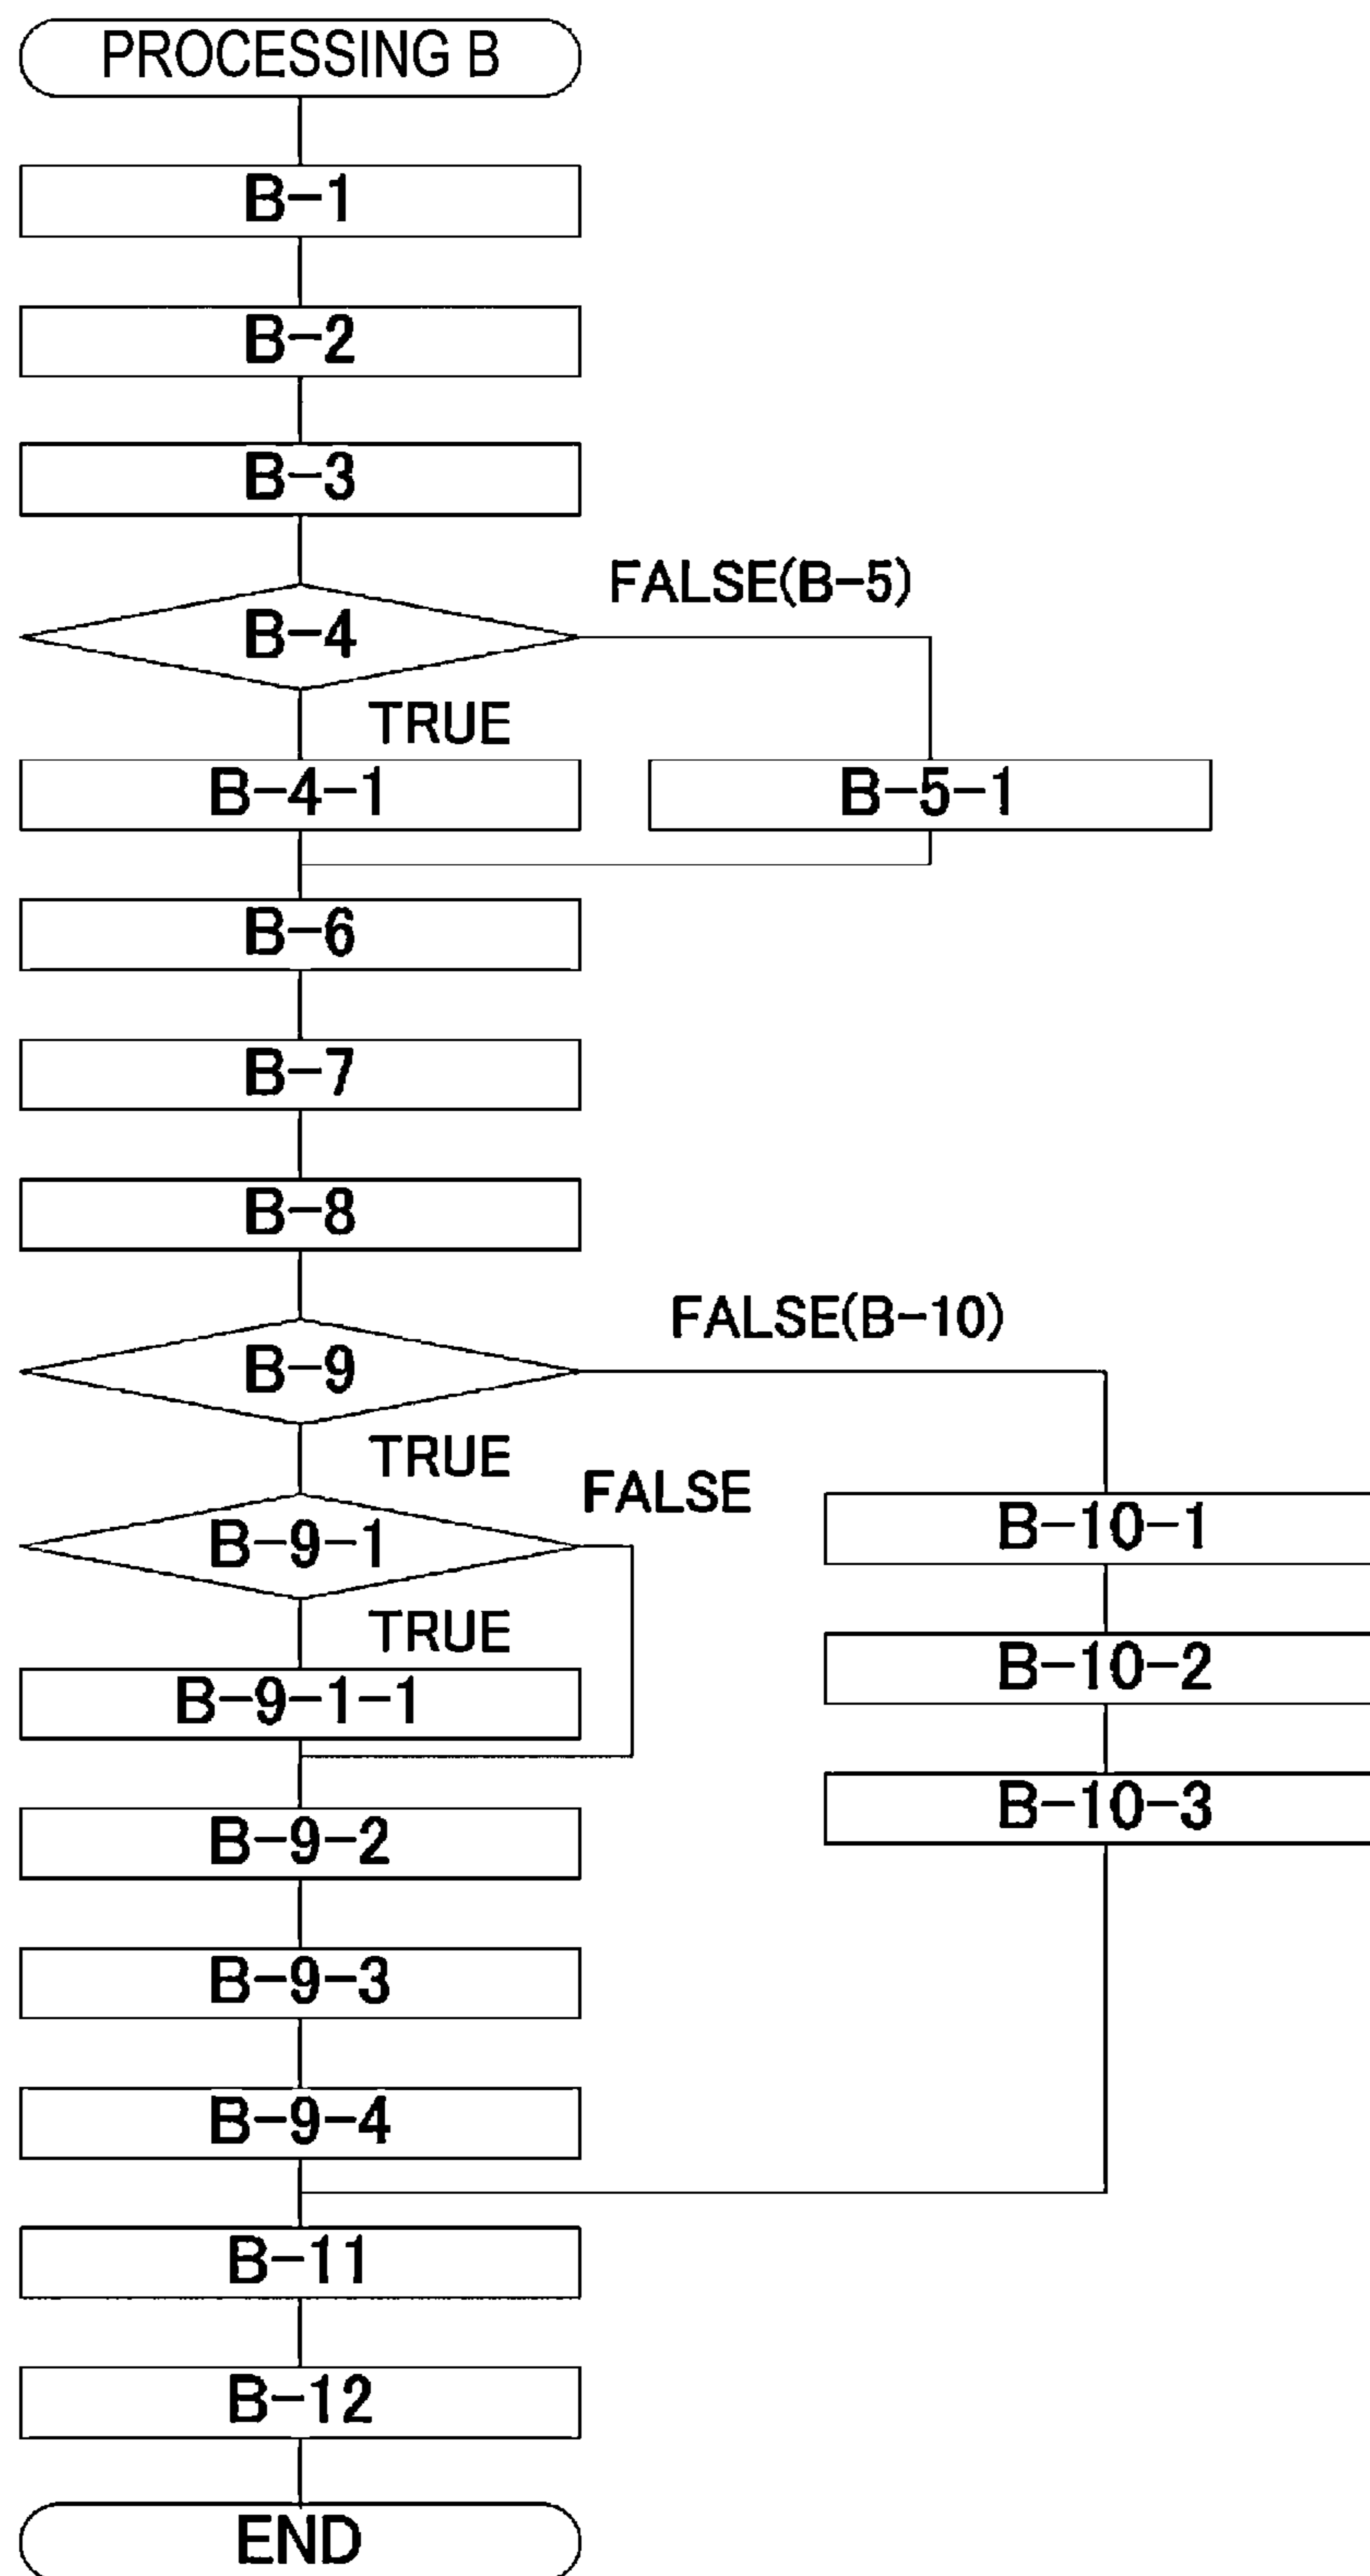 PROCESSING B
B-1
B-2
B-3
FALSE(B-5)
B-4
TRUE
B-4-1
B-5-1
B-6
B-7
B-8
FALSE(B-10)
B-9
TRUE
FALSE
B-9-1
B-10-1
TRUE
B-10-2
B-9-1-1
B-10-3
B-9-2
B-9-3
B-9-4
B-11
B-12
END